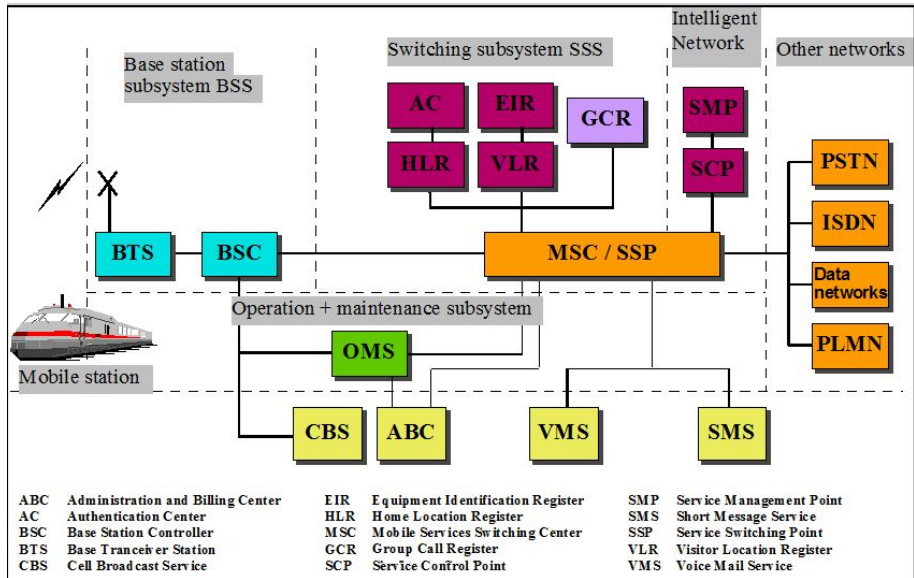 Base station
subsystem BSS
Switching subsystem SSS
Intelligent
Network
Other networks
AC
EIR
GCR
SMP
HLR
VLR
SCP
PSTN
ISDN
BTS
BSC
MSC / SSP
Data
networks
Operation + maintenance subsystem
OMS
PLMN
Mobile station
CBS
ABC
VMS
SMS
ABC Administration and Billing Center
AC Authentication Center
BSC Base Station Controller
BTS Base Tranceiver Station
CBS Cell Broadcast Service
EIR Equipment Identification Register
HLR Home Location Register
MSC Mobile Services Switching Center
GCR Group Call Register
SCP Service Control Point
SMP Service Management Point
SMS Short Message Service
SSP Service Switching Point
VLR Visitor Location Register
VMS Voice Mail Service